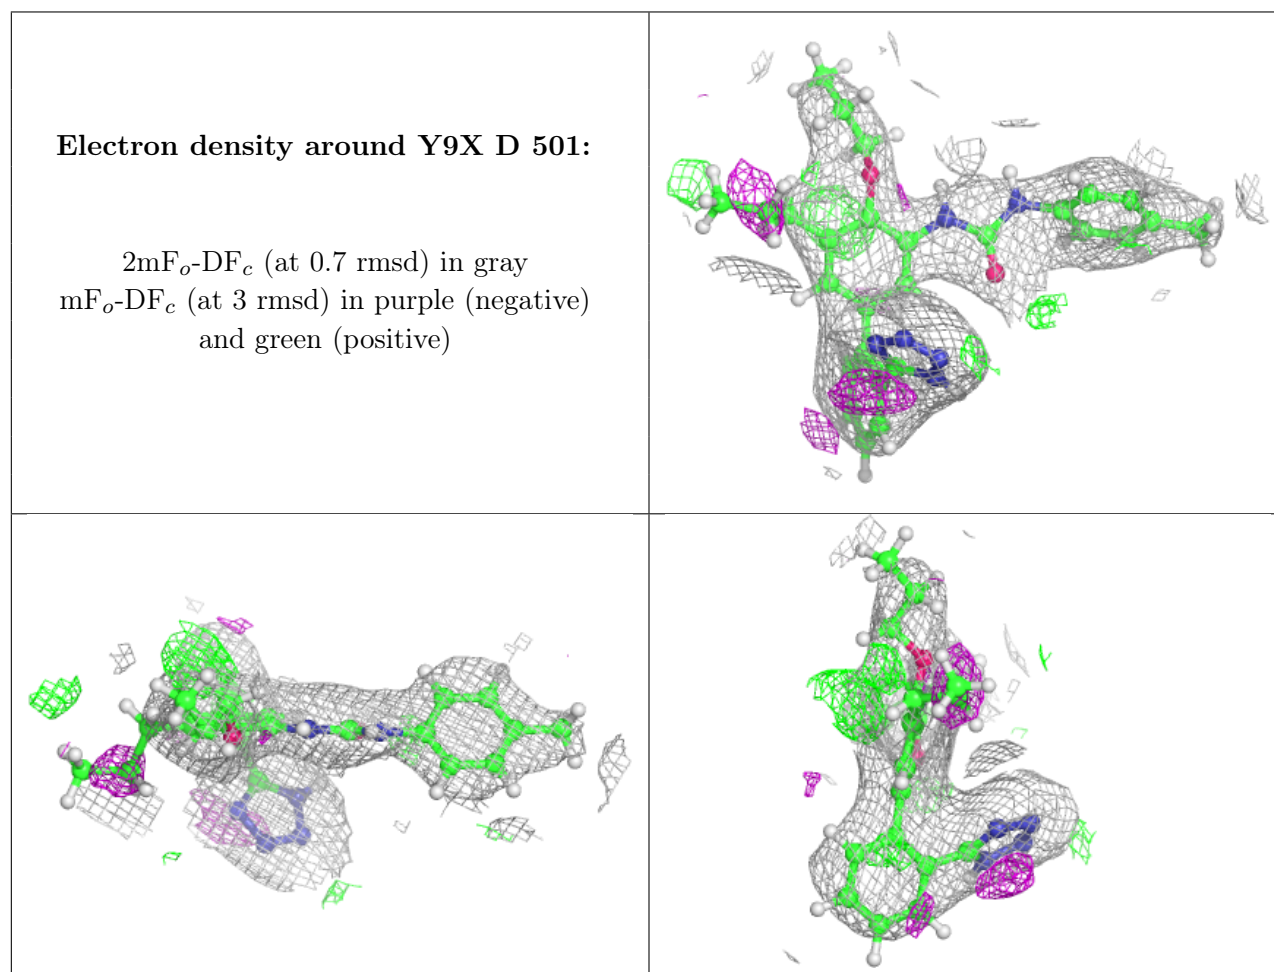 Electron density around Y9X D 501:
2mFₒ-DF𝒸 (at 0.7 rmsd) in gray
mFₒ-DF𝒸 (at 3 rmsd) in purple (negative)
and green (positive)